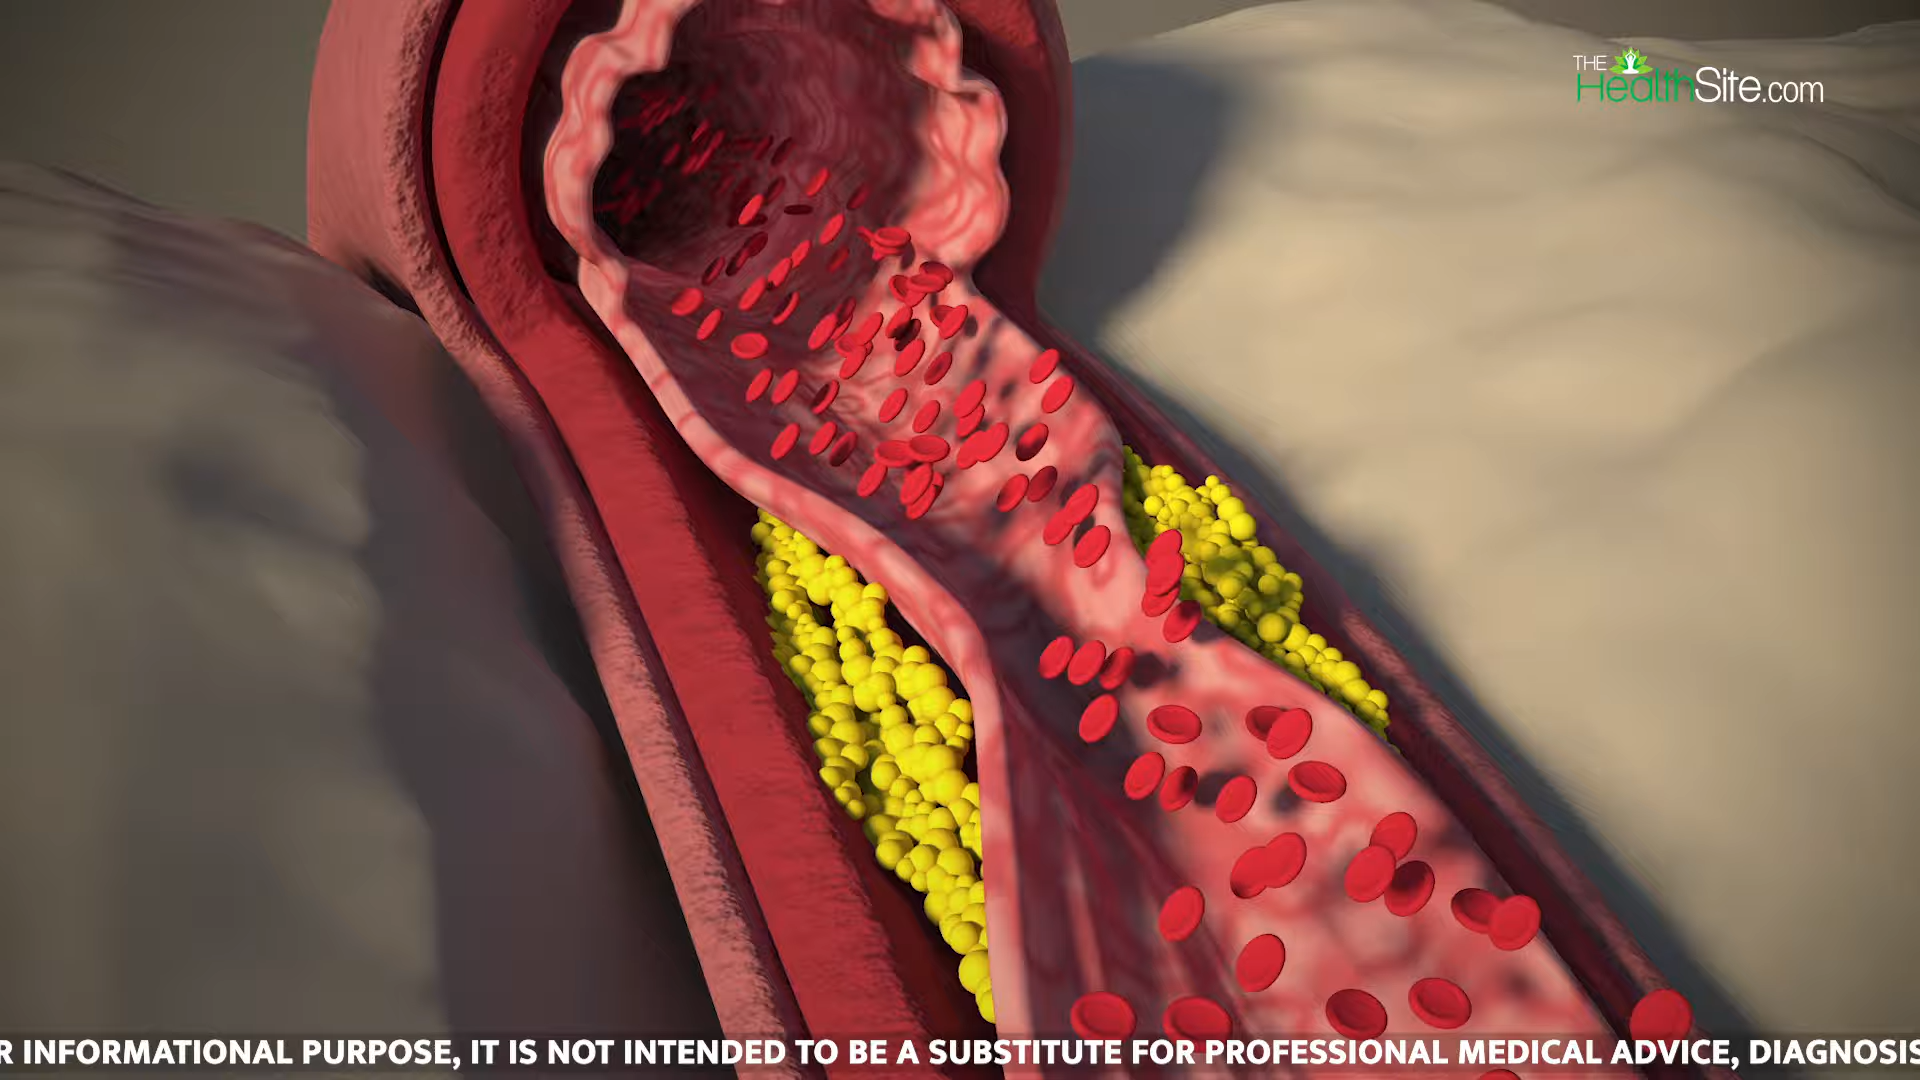 THE
HealthSite.com
R INFORMATIONAL PURPOSE, IT IS NOT INTENDED TO BE A SUBSTITUTE FOR PROFESSIONAL MEDICAL ADVICE, DIAGNOSIS